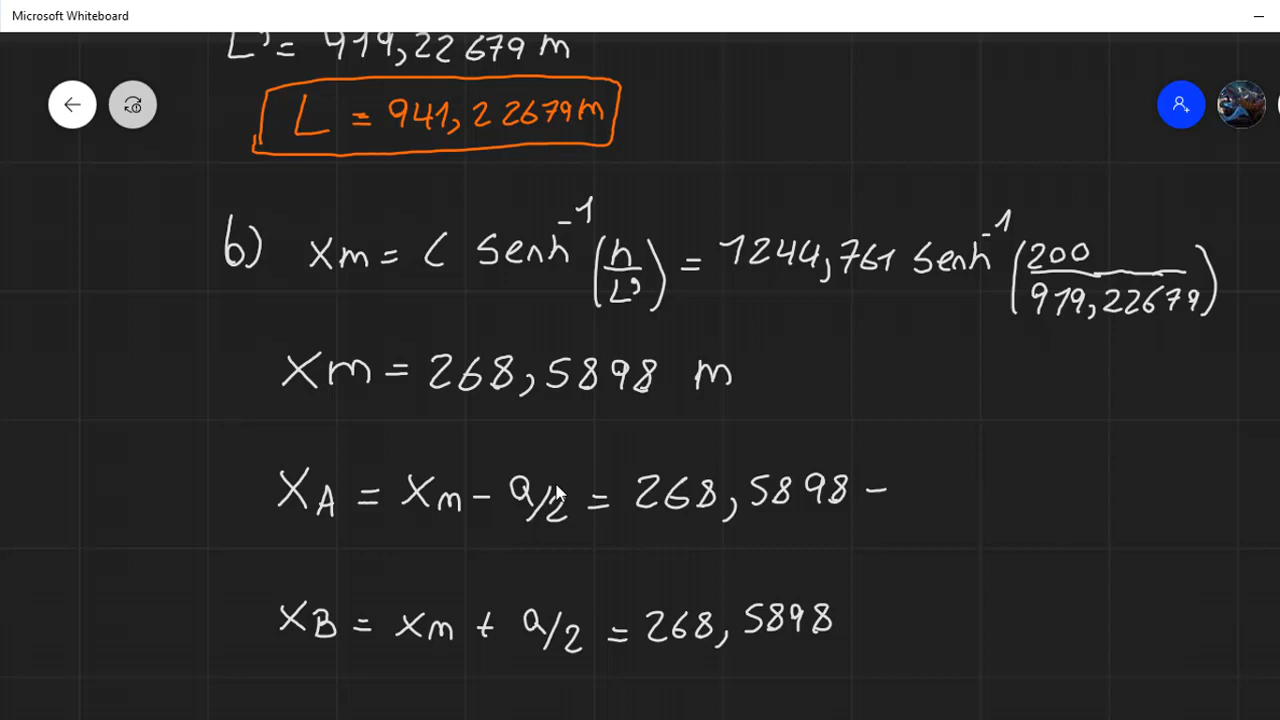 Microsoft Whiteboard
L' = 919,22679 m
L = 941,22679 m
b) Xm = C Senh⁻¹ (h/L') = 1244,761 Senh⁻¹ (200/919,22679)
Xm = 268,5898 m
XA = Xm - a/2 = 268,5898 -
XB = Xm + a/2 = 268,5898